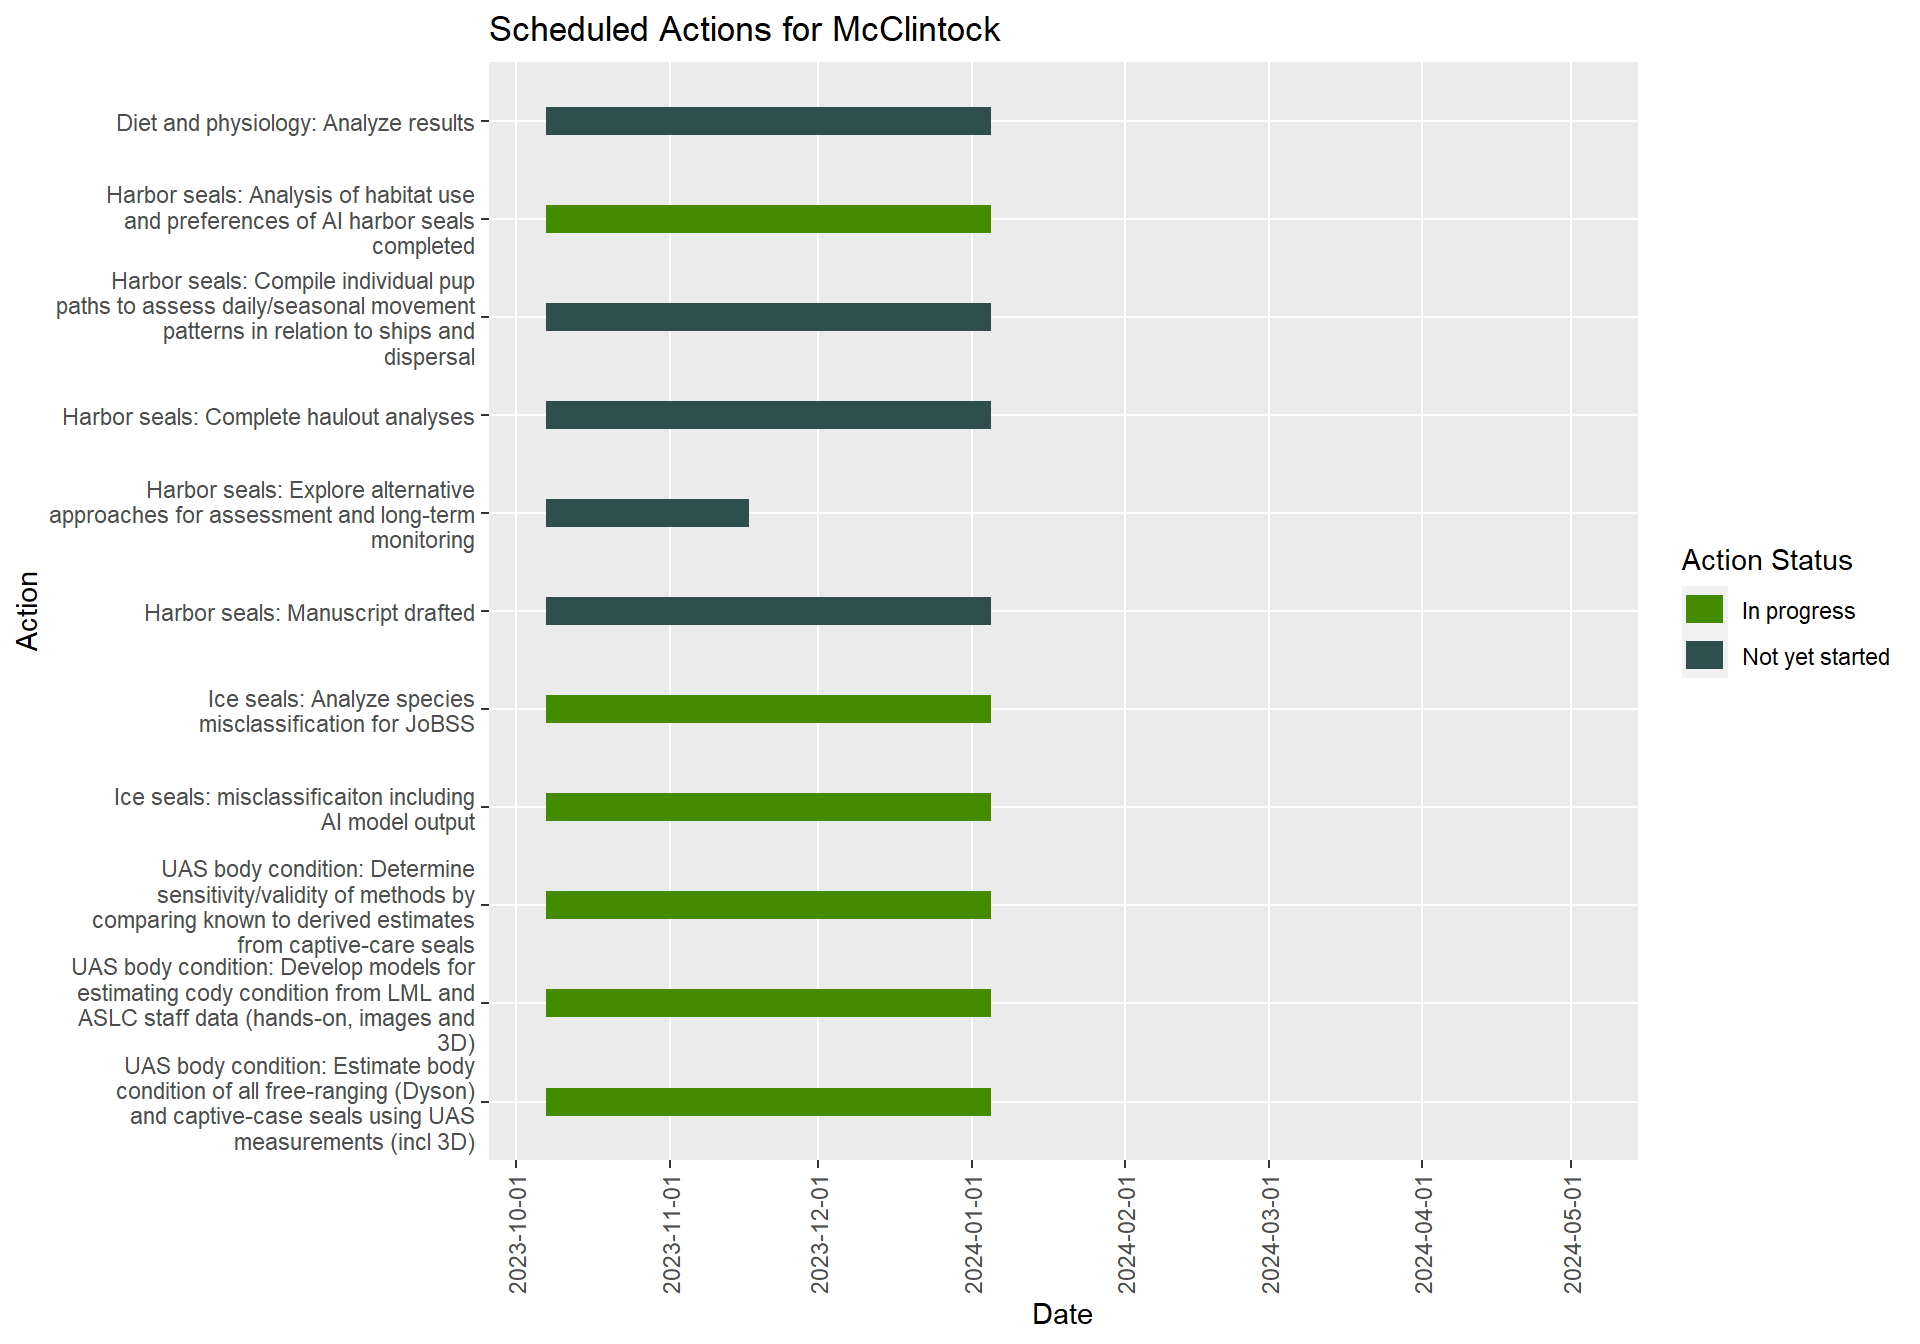 Scheduled Actions for McClintock
Diet and physiology: Analyze results
Harbor seals: Analysis of habitat use
and preferences of AI harbor seals
completed
Harbor seals: Compile individual pup
paths to assess daily/seasonal movement
patterns in relation to ships and
dispersal
Harbor seals: Complete haulout analyses
Harbor seals: Explore alternative
approaches for assessment and long-term
monitoring
Harbor seals: Manuscript drafted
Ice seals: Analyze species
misclassification for JoBSS
Ice seals: misclassificaiton including
AI model output
UAS body condition: Determine
sensitivity/validity of methods by
comparing known to derived estimates
from captive-care seals
UAS body condition: Develop models for
estimating cody condition from LML and
ASLC staff data (hands-on, images and
3D)
UAS body condition: Estimate body
condition of all free-ranging (Dyson)
and captive-case seals using UAS
measurements (incl 3D)
Action
2023-10-01
2023-11-01
2023-12-01
2024-01-01
2024-02-01
2024-03-01
2024-04-01
2024-05-01
Date
Action Status
In progress
Not yet started